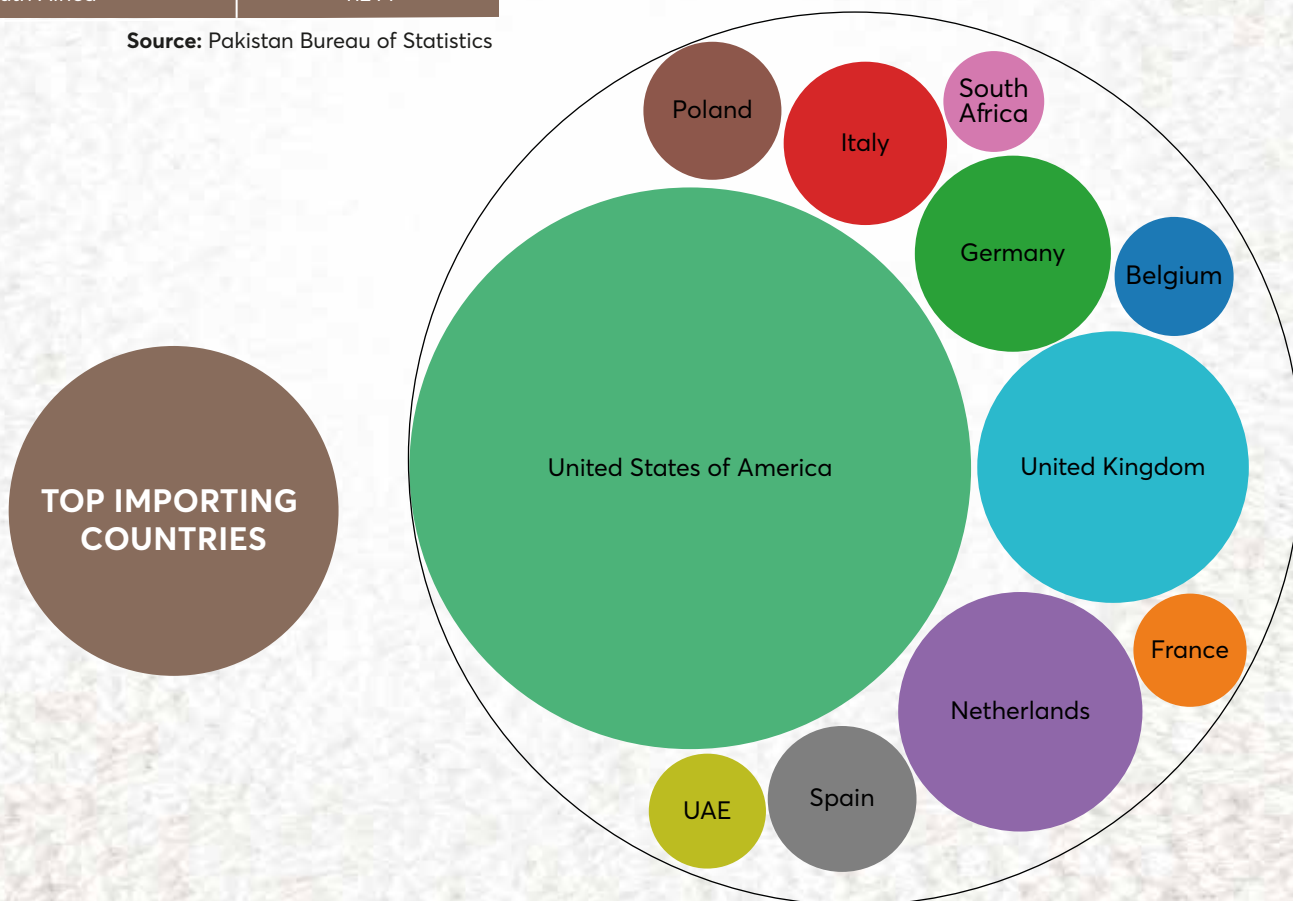 Source: Pakistan Bureau of Statistics
Poland
Italy
South
Africa
Germany
Belgium
United States of America
United Kingdom
TOP IMPORTING
COUNTRIES
France
Netherlands
UAE
Spain